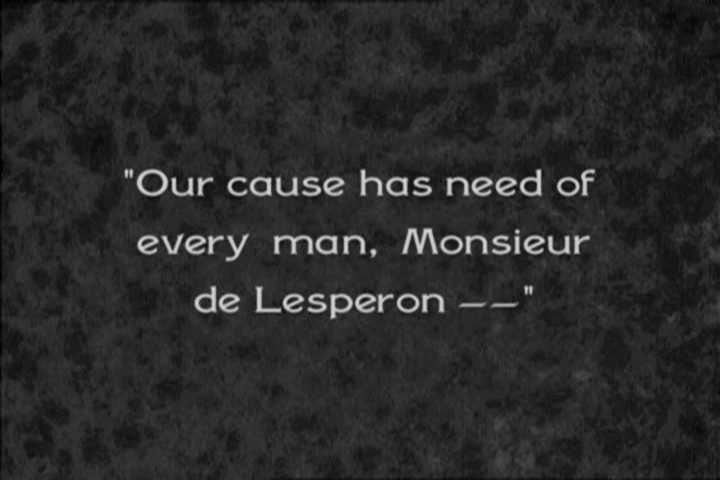 "Our cause has need of
every man, Monsieur
de Lesperon ——"